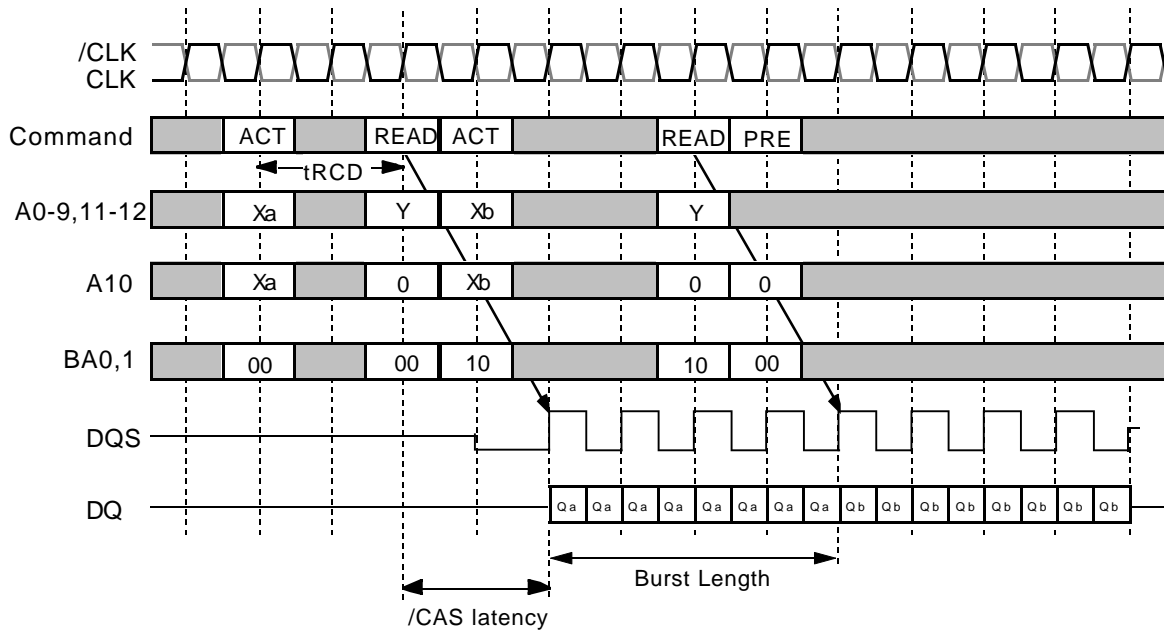 /CLK
CLK
Command ACT READ ACT READ PRE
tRCD
A0-9,11-12 Xa Y Xb Y
A10 Xa 0 Xb 0 0
BA0,1 00 00 10 10 00
DQS
DQ Qa Qa Qa Qa Qa Qa Qa Qa Qb Qb Qb Qb Qb Qb Qb Qb
Burst Length
/CAS latency